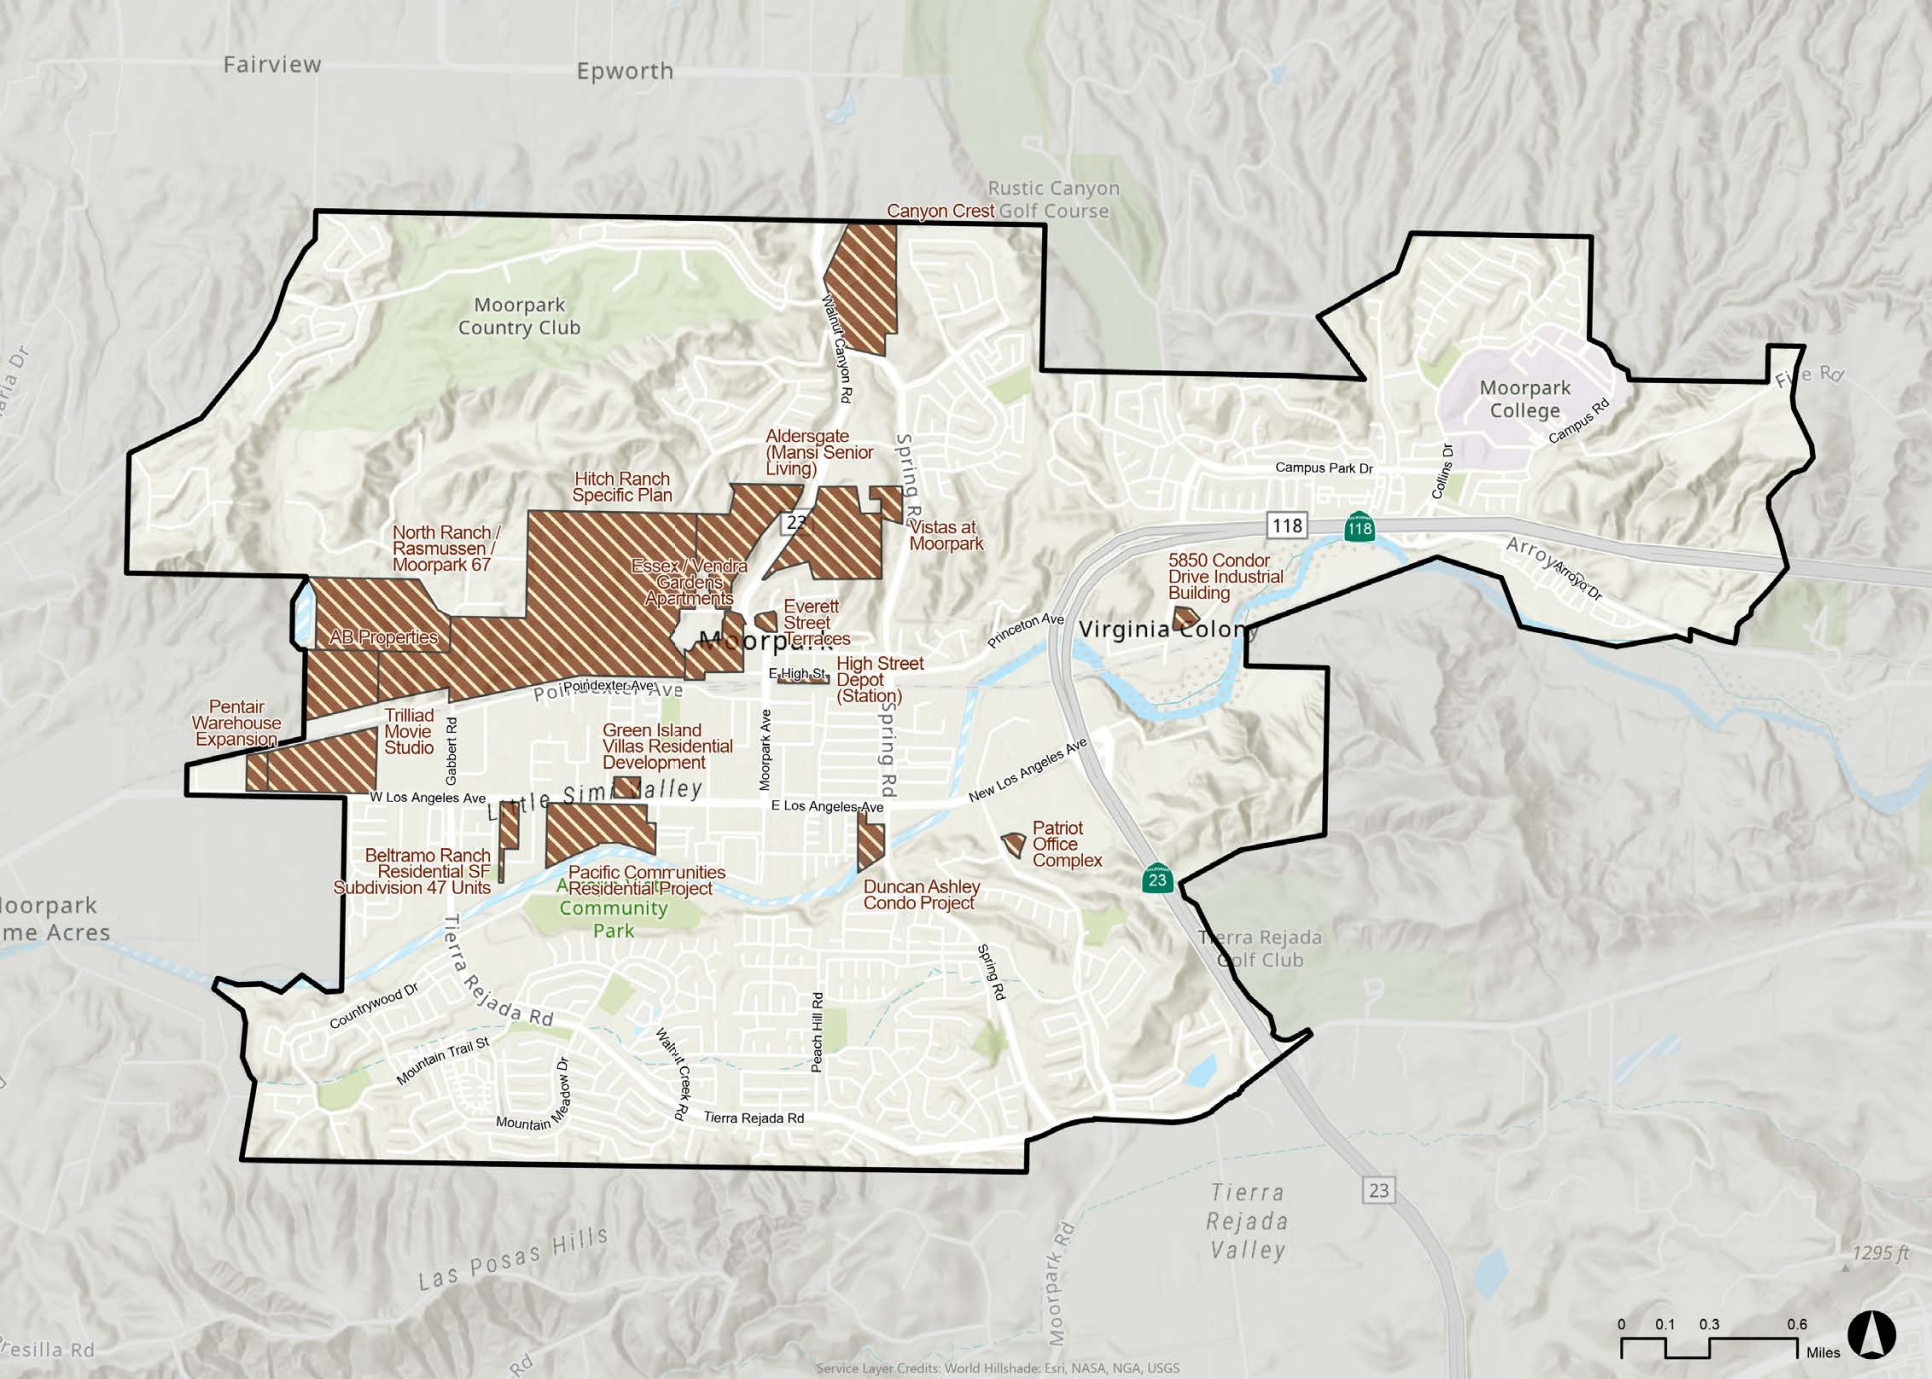 Fairview
Epworth
Rustic Canyon
Golf Course
Canyon Crest
Moorpark
Country Club
Walnut Canyon Rd
Moorpark
College
Campus Rd
Fire Rd
Aldersgate
(Mansi Senior
Living)
Spring Rd
Campus Park Dr
Collins Dr
Hitch Ranch
Specific Plan
23
118
118
North Ranch /
Rasmussen /
Moorpark 67
Vistas at
Moorpark
Arroyo Dr
Arroyo Dr
Essex / Vendra
Gardens
Apartments
5850 Condor
Drive Industrial
Building
Everett
Street
Terraces
AB Properties
Moorpark
Princeton Ave
Virginia Colony
E High St
High Street
Depot
(Station)
Poindexter Ave
Poindexter Ave
Pentair
Warehouse
Expansion
Trilliad
Movie
Studio
Gabbert Rd
Green Island
Villas Residential
Development
Moorpark Ave
Spring Rd
New Los Angeles Ave
W Los Angeles Ave
Little Simi Valley
E Los Angeles Ave
Patriot
Office
Complex
Beltramo Ranch
Residential SF
Subdivision 47 Units
Pacific Communities
Residential Project
Community
Park
Duncan Ashley
Condo Project
23
Moorpark
Home Acres
Tierra Rejada
Golf Club
Tierra Rejada Rd
Spring Rd
Countrywood Dr
Mountain Trail St
Walnut Creek Rd
Peach Hill Rd
Mountain Meadow Dr
Tierra Rejada Rd
23
Tierra
Rejada
Valley
Las Posas Hills
Moorpark Rd
1295 ft
Rd
0 0.1 0.3 0.6
Miles
Service Layer Credits: World Hillshade: Esri, NASA, NGA, USGS